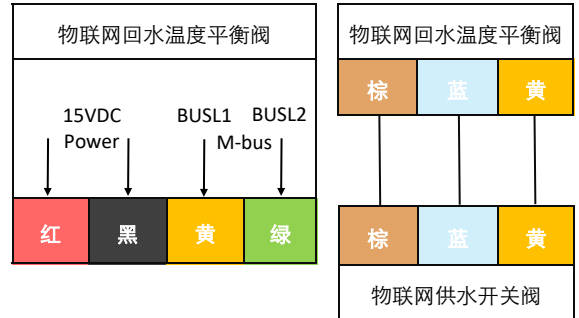 物联网回水温度平衡阀
15VDC
Power
BUSL1 BUSL2
M-bus
红 黑 黄 绿
物联网回水温度平衡阀
棕 蓝 黄
棕 蓝 黄
物联网供水开关阀